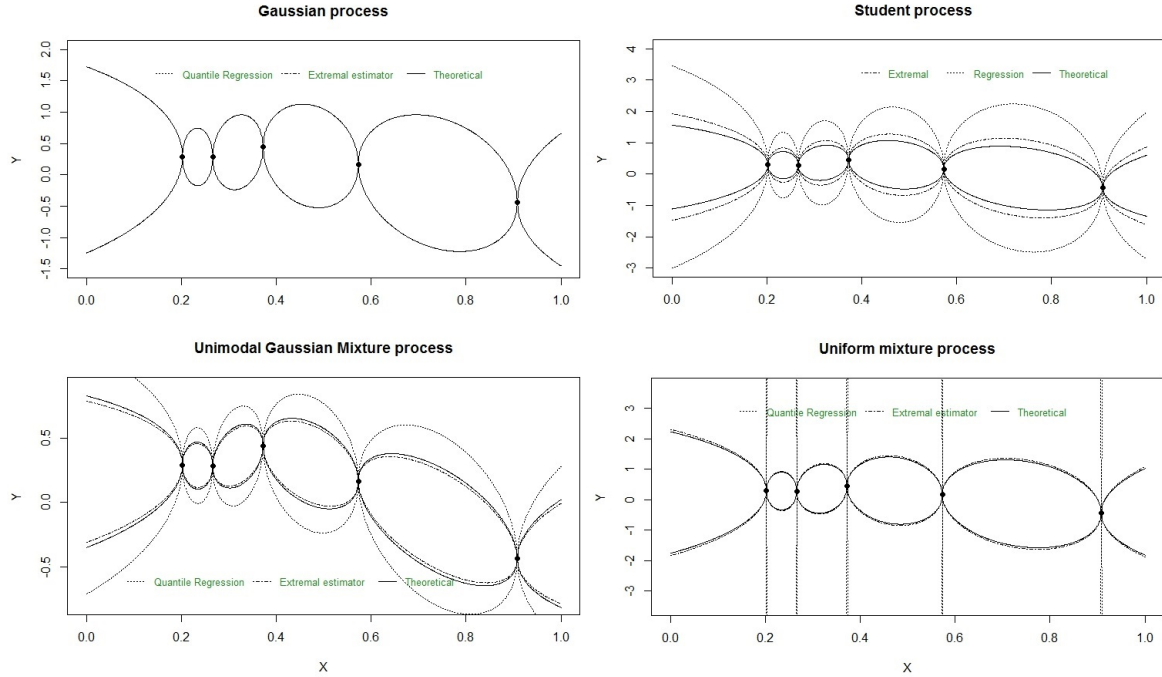 Gaussian process
Y
2.0
1.5
1.0
0.5
0.0
-0.5
-1.0
-1.5
Quantile Regression Extremal estimator Theoretical
0.0 0.2 0.4 0.6 0.8 1.0
Student process
Y
4
3
2
1
0
-1
-2
-3
Extremal Regression Theoretical
0.0 0.2 0.4 0.6 0.8 1.0
Unimodal Gaussian Mixture process
Y
0.5
0.0
-0.5
Quantile Regression Extremal estimator Theoretical
0.0 0.2 0.4 0.6 0.8 1.0
X
Uniform mixture process
Y
3
2
1
0
-1
-2
-3
Quantile Regression Extremal estimator Theoretical
0.0 0.2 0.4 0.6 0.8 1.0
X